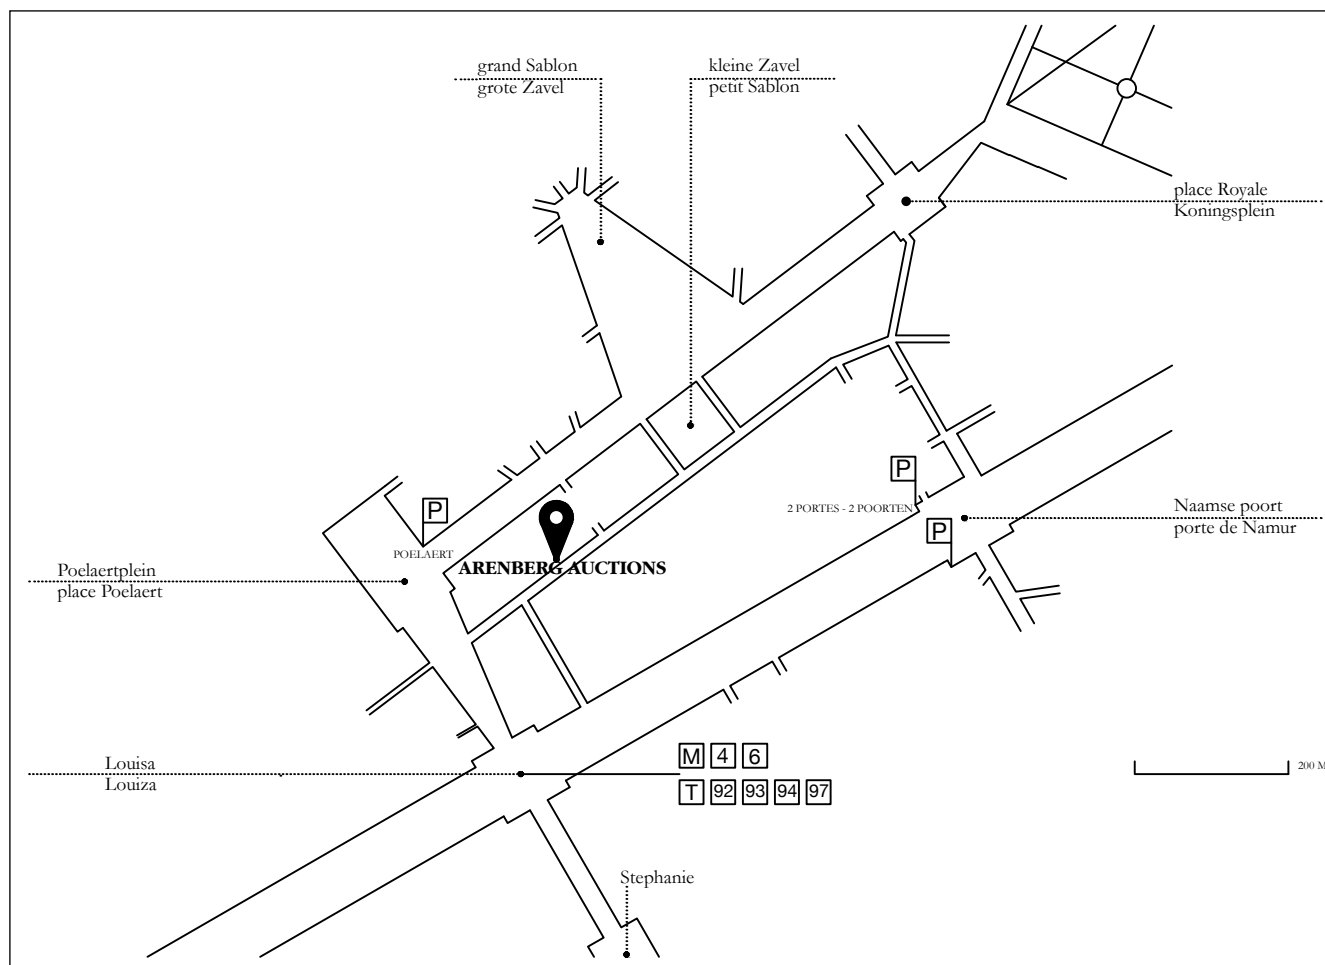 grand Sablon
grote Zavel
kleine Zavel
petit Sablon
place Royale
Koningsplein
P
2 PORTES - 2 POORTEN
P
POELAERT
P
Naamse poort
porte de Namur
ARENBERG AUCTIONS
Poelaertplein
place Poelaert
Louisa
Louiza
M 4 6
T 92 93 94 97
200 M
Stephanie